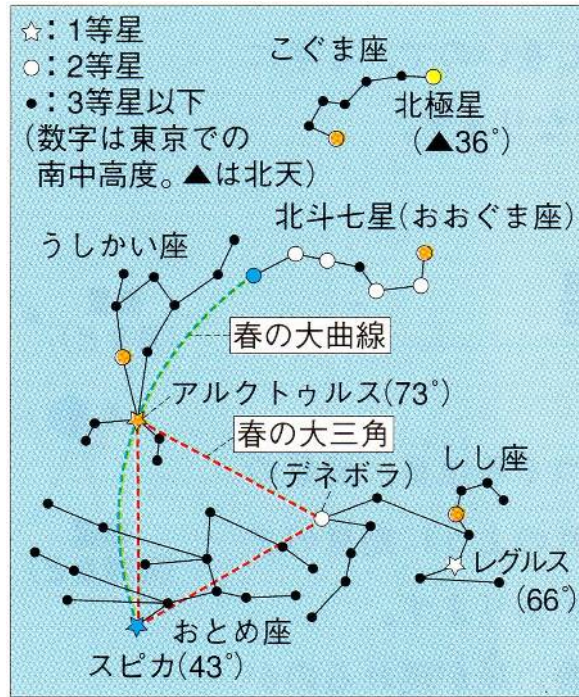 ☆：1等星
○：2等星
●：3等星以下
(数字は東京での
南中高度。▲は北天)
こぐま座
北極星
(▲36°)
北斗七星(おおぐま座)
うしかい座
春の大曲線
アルクトゥルス(73°)
春の大三角
(デネボラ)
しし座
レグルス
(66°)
おとめ座
スピカ(43°)